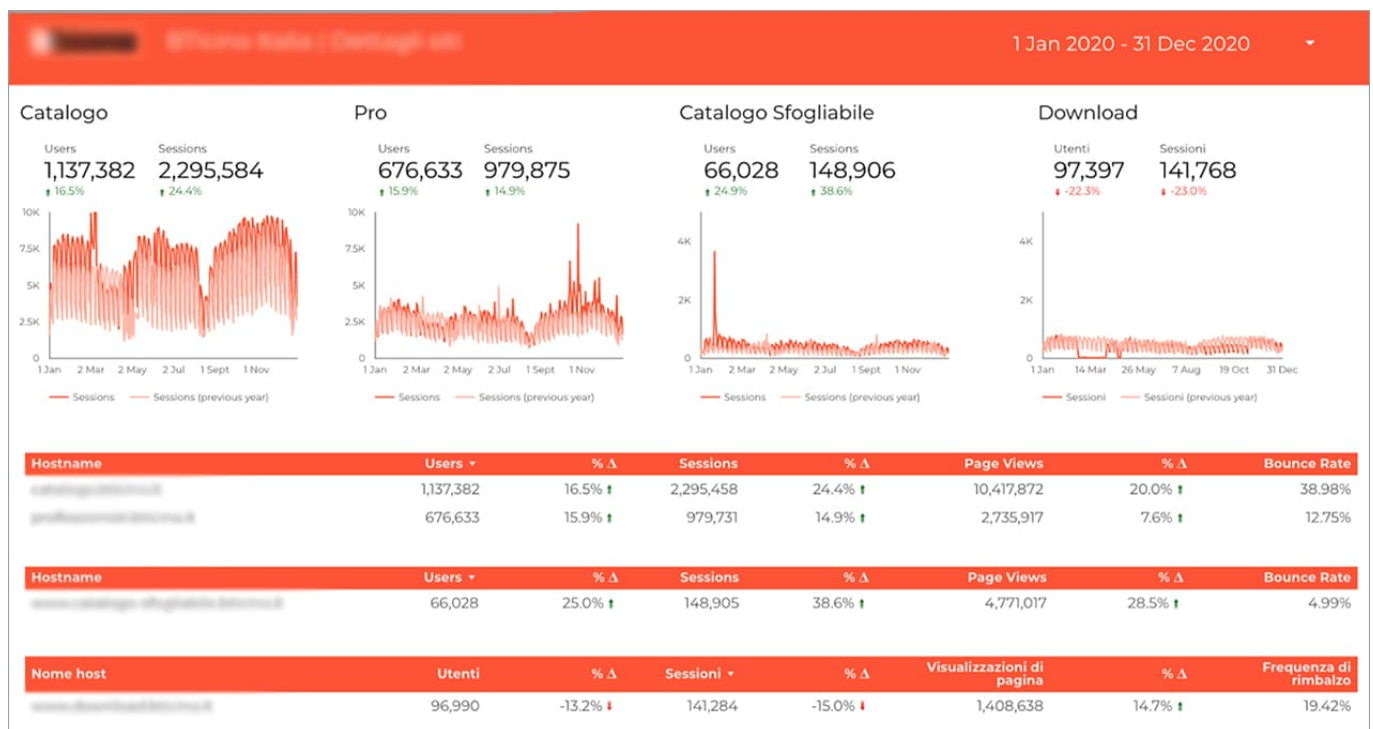 1 Jan 2020 - 31 Dec 2020
Catalogo
Users Sessions
1,137,382 2,295,584
16.5% 24.4%
10K
7.5K
5K
2.5K
0
1 Jan 2 Mar 2 May 2 Jul 1 Sept 1 Nov
Sessions Sessions (previous year)
Pro
Users Sessions
676,633 979,875
15.9% 14.9%
10K
7.5K
5K
2.5K
0
1 Jan 2 Mar 2 May 2 Jul 1 Sept 1 Nov
Sessions Sessions (previous year)
Catalogo Sfogliabile
Users Sessions
66,028 148,906
24.9% 38.6%
4K
2K
0
1 Jan 2 Mar 2 May 2 Jul 1 Sept 1 Nov
Sessions Sessions (previous year)
Download
Utenti Sessioni
97,397 141,768
-22.3% -23.0%
4K
2K
0
1 Jan 14 Mar 26 May 7 Aug 19 Oct 31 Dec
Sessioni Sessioni (previous year)
Hostname Users % Δ Sessions % Δ Page Views % Δ Bounce Rate
1,137,382 16.5% 2,295,458 24.4% 10,417,872 20.0% 38.98%
676,633 15.9% 979,731 14.9% 2,735,917 7.6% 12.75%
Hostname Users % Δ Sessions % Δ Page Views % Δ Bounce Rate
66,028 25.0% 148,905 38.6% 4,771,017 28.5% 4.99%
Nome host Utenti % Δ Sessioni % Δ Visualizzazioni di pagina % Δ Frequenza di rimbalzo
96,990 -13.2% 141,284 -15.0% 1,408,638 14.7% 19.42%